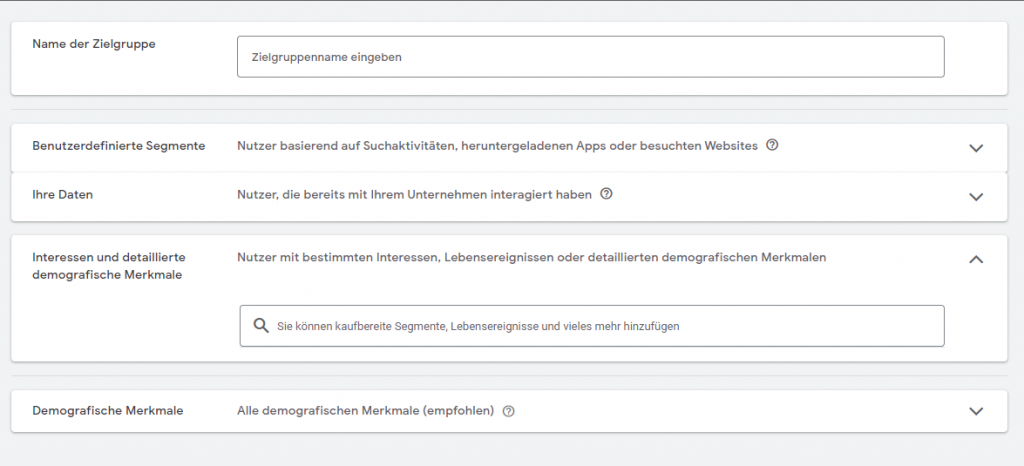 Name der Zielgruppe
Zielgruppenname eingeben
Benutzerdefinierte Segmente
Nutzer basierend auf Suchaktivitäten, heruntergeladenen Apps oder besuchten Websites
Ihre Daten
Nutzer, die bereits mit Ihrem Unternehmen interagiert haben
Interessen und detaillierte
demografische Merkmale
Nutzer mit bestimmten Interessen, Lebensereignissen oder detaillierten demografischen Merkmalen
Sie können kaufbereite Segmente, Lebensereignisse und vieles mehr hinzufügen
Demografische Merkmale
Alle demografischen Merkmale (empfohlen)